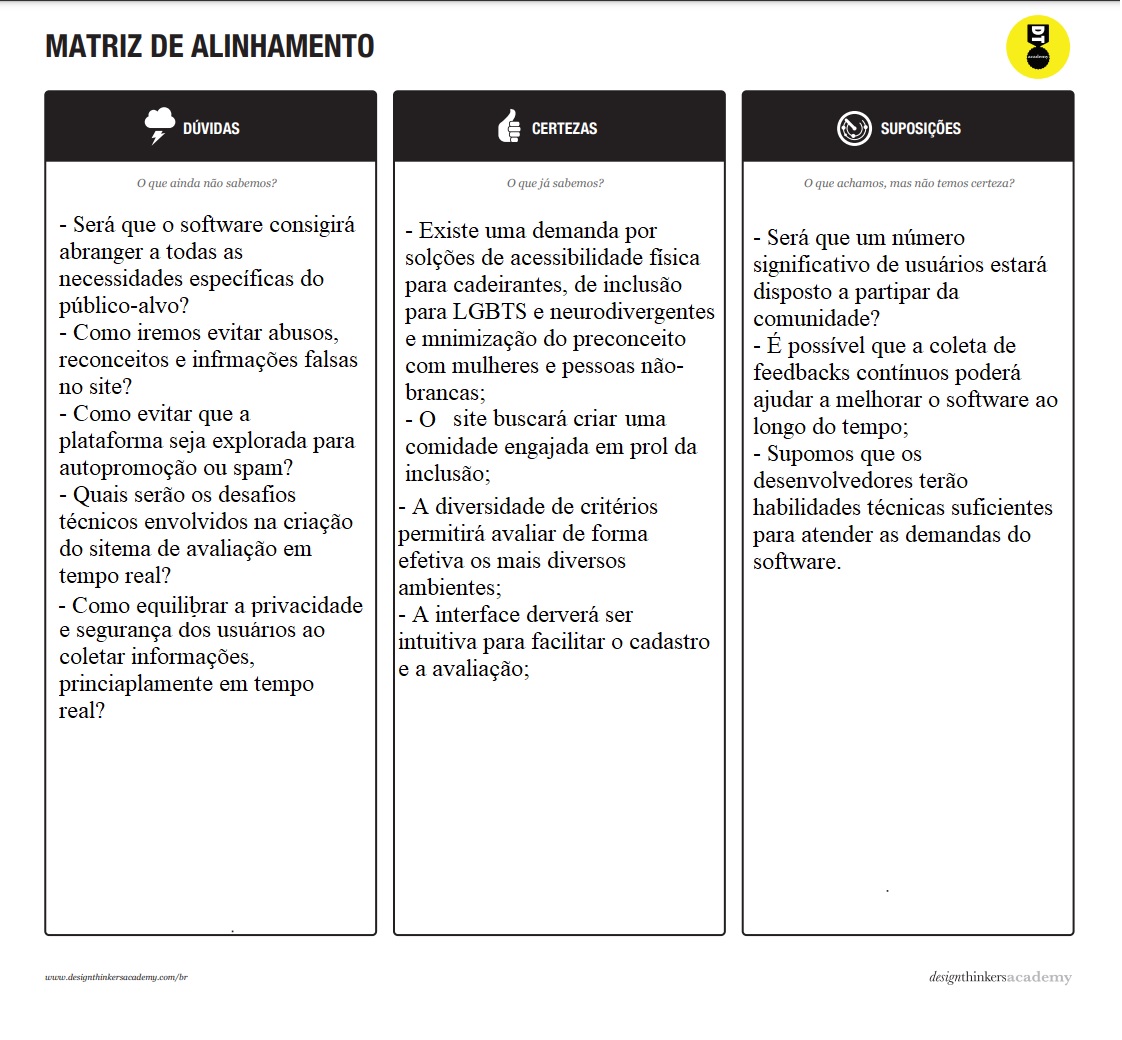 MATRIZ DE ALINHAMENTO
DT
academy
DÚVIDAS
O que ainda não sabemos?
- Será que o software consigirá
abranger a todas as
necessidades específicas do
público-alvo?
- Como iremos evitar abusos,
reconceitos e infrmações falsas
no site?
- Como evitar que a
plataforma seja explorada para
autopromoção ou spam?
- Quais serão os desafios
técnicos envolvidos na criação
do sitema de avaliação em
tempo real?
- Como equilibrar a privacidade
e segurança dos usuários ao
coletar informações,
princiaplamente em tempo
real?
CERTEZAS
O que já sabemos?
- Existe uma demanda por
solções de acessibilidade física
para cadeirantes, de inclusão
para LGBTS e neurodivergentes
e mnimização do preconceito
com mulheres e pessoas não-
brancas;
- O site buscará criar uma
comidade engajada em prol da
inclusão;
- A diversidade de critérios
permitirá avaliar de forma
efetiva os mais diversos
ambientes;
- A interface derverá ser
intuitiva para facilitar o cadastro
e a avaliação;
SUPOSIÇÕES
O que achamos, mas não temos certeza?
- Será que um número
significativo de usuários estará
disposto a partipar da
comunidade?
- É possível que a coleta de
feedbacks contínuos poderá
ajudar a melhorar o software ao
longo do tempo;
- Supomos que os
desenvolvedores terão
habilidades técnicas suficientes
para atender as demandas do
software.
www.designthinkersacademy.com/br
designthinkersacademy